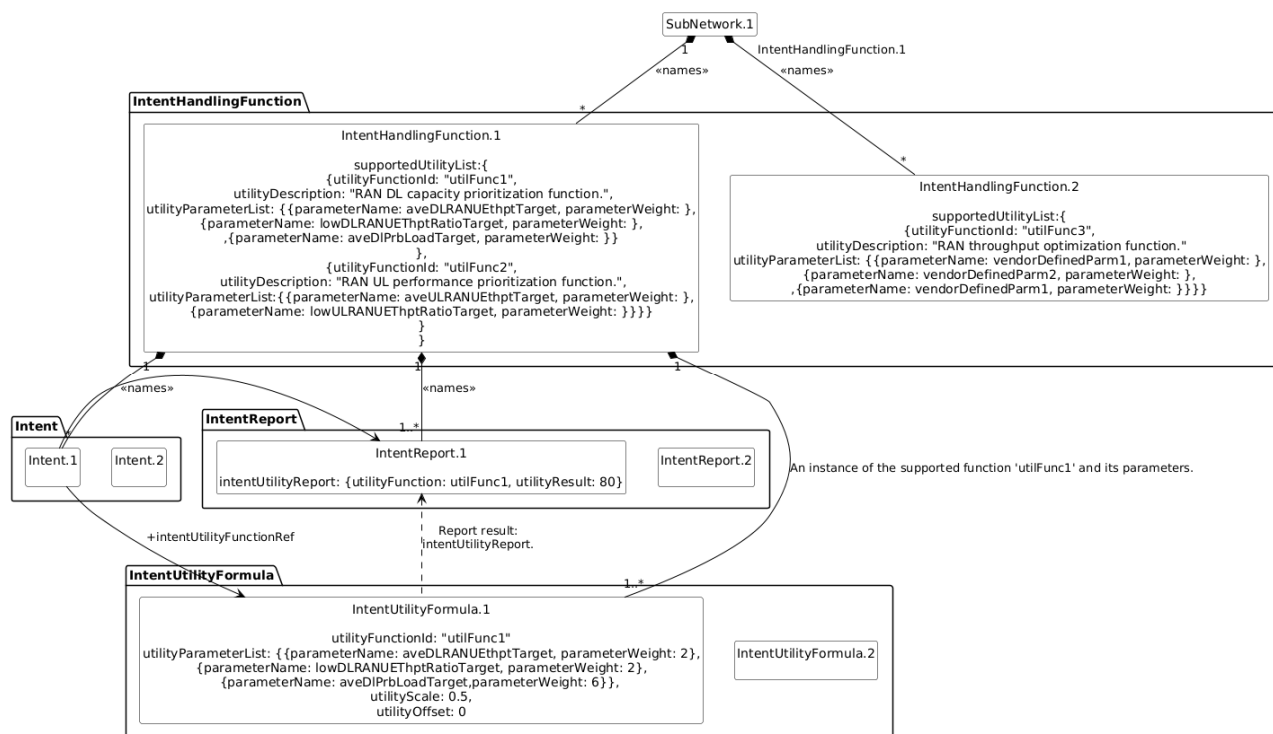 SubNetwork.1
1
IntentHandlingFunction.1
«names»
«names»
IntentHandlingFunction
*
IntentHandlingFunction.1
supportedUtilityList:{
{utilityFunctionId: "utilFunc1",
utilityDescription: "RAN DL capacity prioritization function.",
utilityParameterList: {{parameterName: aveDLRANUEthptTarget, parameterWeight: },
{parameterName: lowDLRANUEThptRatioTarget, parameterWeight: },
,{parameterName: aveDlPrbLoadTarget, parameterWeight: }}
},
{utilityFunctionId: "utilFunc2",
utilityDescription: "RAN UL performance prioritization function.",
utilityParameterList:{{parameterName: aveULRANUEthptTarget, parameterWeight: },
{parameterName: lowULRANUEThptRatioTarget, parameterWeight: }}}}
}
}
*
IntentHandlingFunction.2
supportedUtilityList:{
{utilityFunctionId: "utilFunc3",
utilityDescription: "RAN throughput optimization function."
utilityParameterList: {{parameterName: vendorDefinedParm1, parameterWeight: },
{parameterName: vendorDefinedParm2, parameterWeight: },
,{parameterName: vendorDefinedParm1, parameterWeight: }}}}
1
1
1
«names»
«names»
Intent
*
Intent.1
Intent.2
IntentReport
1..*
IntentReport.1
intentUtilityReport: {utilityFunction: utilFunc1, utilityResult: 80}
IntentReport.2
An instance of the supported function 'utilFunc1' and its parameters.
+intentUtilityFunctionRef
Report result:
intentUtilityReport.
IntentUtilityFormula
1..*
IntentUtilityFormula.1
utilityFunctionId: "utilFunc1"
utilityParameterList: {{parameterName: aveDLRANUEthptTarget, parameterWeight: 2},
{parameterName: lowDLRANUEThptRatioTarget, parameterWeight: 2},
{parameterName: aveDlPrbLoadTarget,parameterWeight: 6}},
utilityScale: 0.5,
utilityOffset: 0
IntentUtilityFormula.2